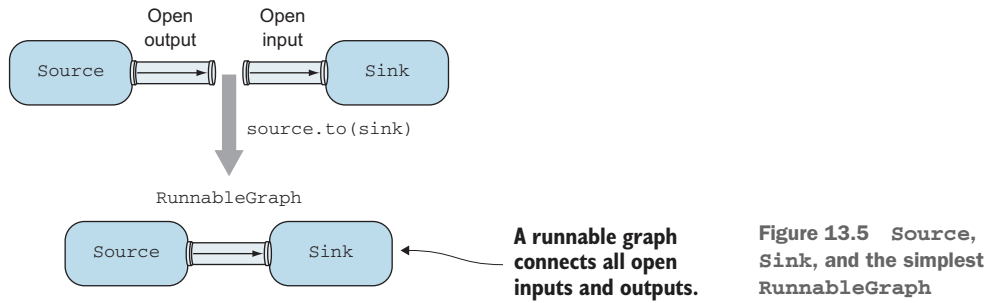 Open
output
Open
input
Source
Sink
source.to(sink)
RunnableGraph
Source
Sink
A runnable graph
connects all open
inputs and outputs.
Figure 13.5 Source,
Sink, and the simplest
RunnableGraph